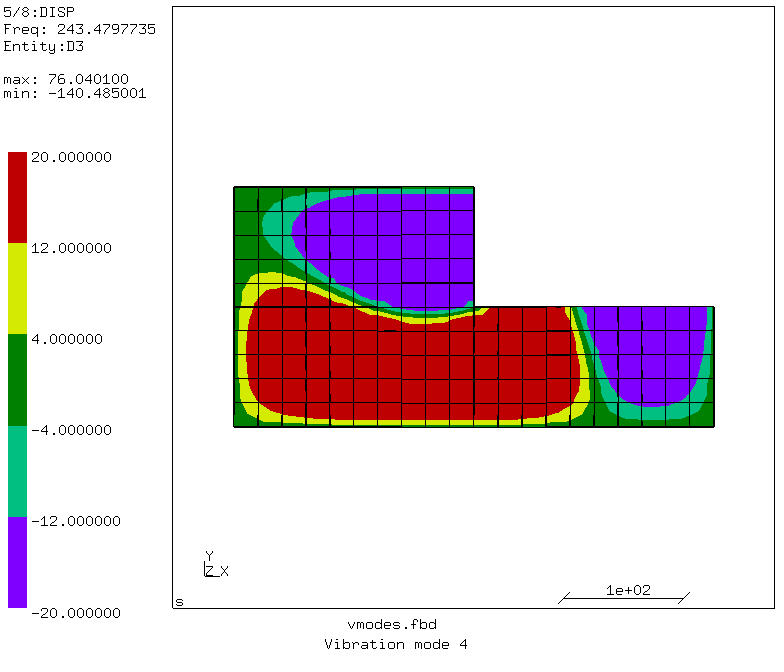 5/8:DISP
Freq: 243.4797735
Entity:D3
max: 76.040100
min: -140.485001
20.000000
12.000000
4.000000
-4.000000
-12.000000
-20.000000
Y
Z X
s
1e+02
vmodes.fbd
Vibration mode 4